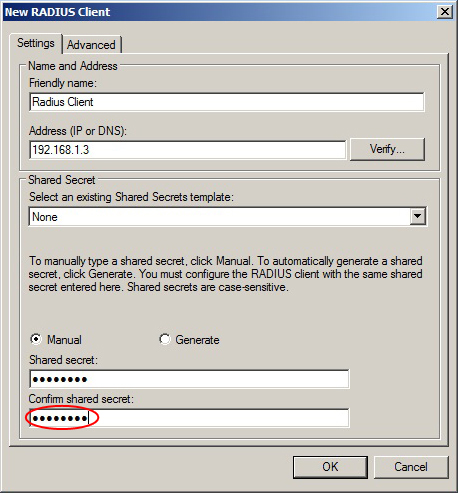 New RADIUS Client
Settings
Advanced
Name and Address
Friendly name:
Radius Client
Address (IP or DNS):
192.168.1.3
Verify...
Shared Secret
Select an existing Shared Secrets template:
None
To manually type a shared secret, click Manual. To automatically generate a shared
secret, click Generate. You must configure the RADIUS client with the same shared
secret entered here. Shared secrets are case-sensitive.
Manual
Generate
Shared secret:
●●●●●●●●
Confirm shared secret:
●●●●●●●●
OK
Cancel